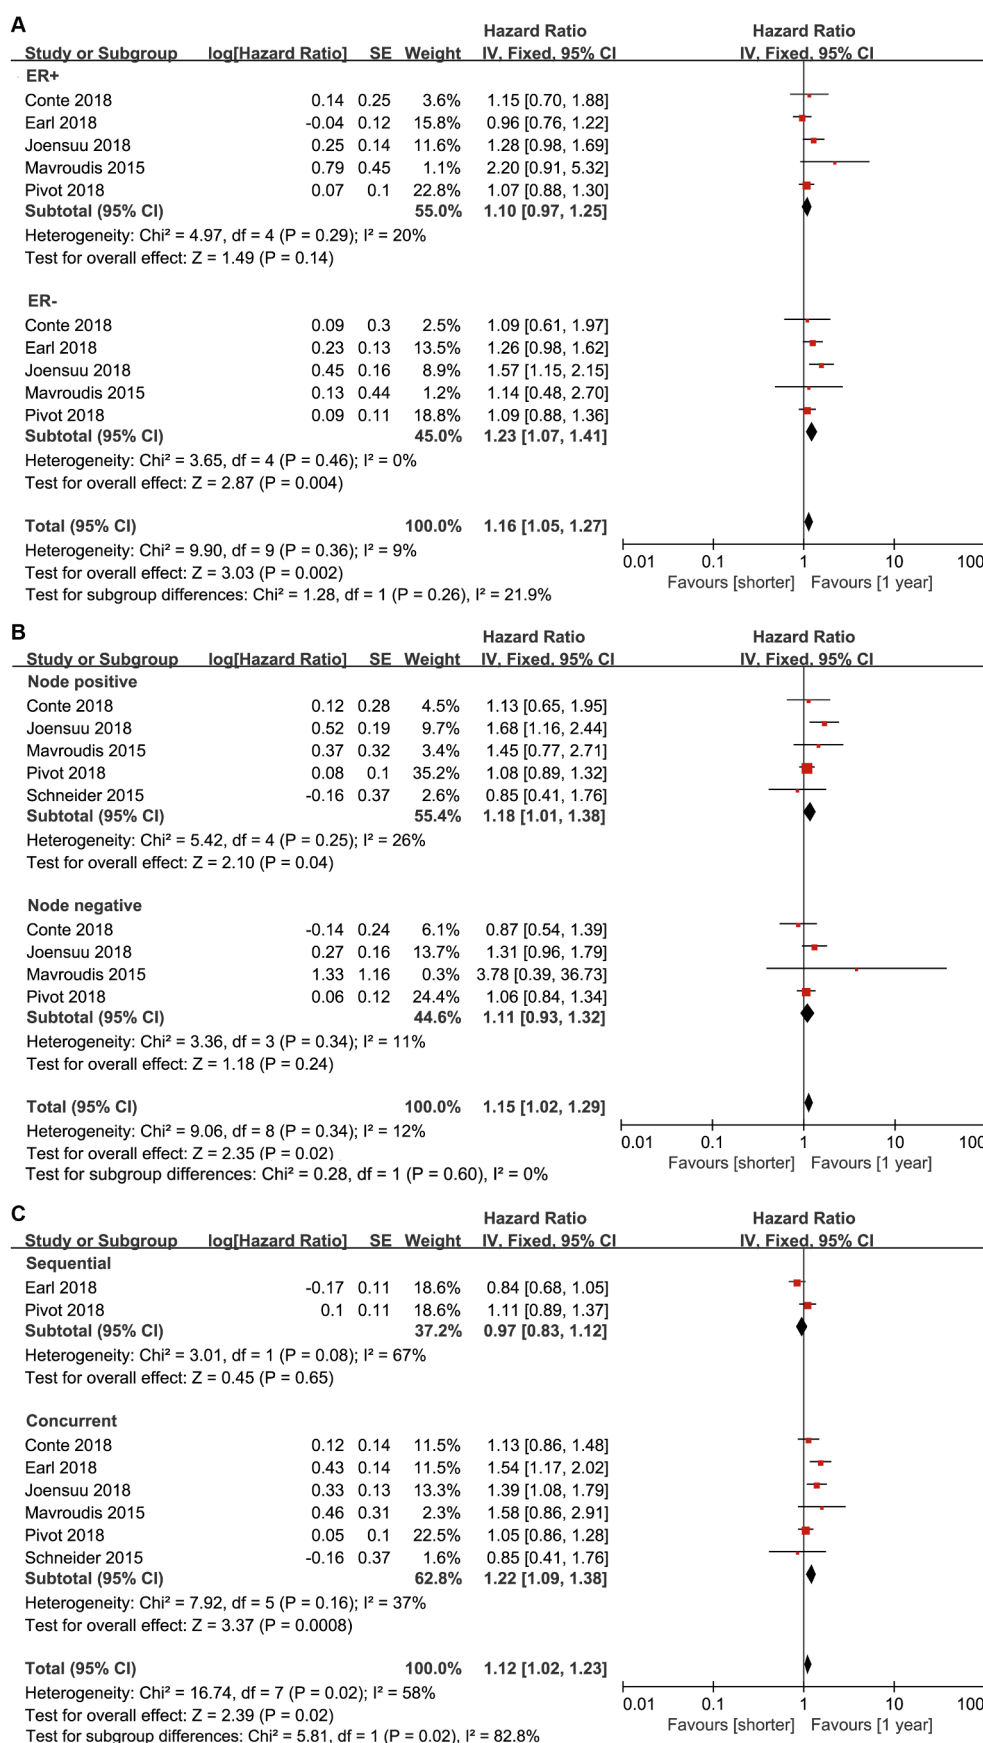 A
Hazard Ratio Hazard Ratio
Study or Subgroup log[Hazard Ratio] SE Weight IV, Fixed, 95% CI IV, Fixed, 95% CI
ER+
Conte 2018 0.14 0.25 3.6% 1.15 [0.70, 1.88]
Earl 2018 -0.04 0.12 15.8% 0.96 [0.76, 1.22]
Joensuu 2018 0.25 0.14 11.6% 1.28 [0.98, 1.69]
Mavroudis 2015 0.79 0.45 1.1% 2.20 [0.91, 5.32]
Pivot 2018 0.07 0.1 22.8% 1.07 [0.88, 1.30]
Subtotal (95% CI) 55.0% 1.10 [0.97, 1.25]
Heterogeneity: Chi² = 4.97, df = 4 (P = 0.29); I² = 20%
Test for overall effect: Z = 1.49 (P = 0.14)
ER-
Conte 2018 0.09 0.3 2.5% 1.09 [0.61, 1.97]
Earl 2018 0.23 0.13 13.5% 1.26 [0.98, 1.62]
Joensuu 2018 0.45 0.16 8.9% 1.57 [1.15, 2.15]
Mavroudis 2015 0.13 0.44 1.2% 1.14 [0.48, 2.70]
Pivot 2018 0.09 0.11 18.8% 1.09 [0.88, 1.36]
Subtotal (95% CI) 45.0% 1.23 [1.07, 1.41]
Heterogeneity: Chi² = 3.65, df = 4 (P = 0.46); I² = 0%
Test for overall effect: Z = 2.87 (P = 0.004)
Total (95% CI) 100.0% 1.16 [1.05, 1.27]
Heterogeneity: Chi² = 9.90, df = 9 (P = 0.36); I² = 9%
Test for overall effect: Z = 3.03 (P = 0.002)
Test for subgroup differences: Chi² = 1.28, df = 1 (P = 0.26), I² = 21.9%
0.01 0.1 1 10 100
Favours [shorter] Favours [1 year]
B
Hazard Ratio Hazard Ratio
Study or Subgroup log[Hazard Ratio] SE Weight IV, Fixed, 95% CI IV, Fixed, 95% CI
Node positive
Conte 2018 0.12 0.28 4.5% 1.13 [0.65, 1.95]
Joensuu 2018 0.52 0.19 9.7% 1.68 [1.16, 2.44]
Mavroudis 2015 0.37 0.32 3.4% 1.45 [0.77, 2.71]
Pivot 2018 0.08 0.1 35.2% 1.08 [0.89, 1.32]
Schneider 2015 -0.16 0.37 2.6% 0.85 [0.41, 1.76]
Subtotal (95% CI) 55.4% 1.18 [1.01, 1.38]
Heterogeneity: Chi² = 5.42, df = 4 (P = 0.25); I² = 26%
Test for overall effect: Z = 2.10 (P = 0.04)
Node negative
Conte 2018 -0.14 0.24 6.1% 0.87 [0.54, 1.39]
Joensuu 2018 0.27 0.16 13.7% 1.31 [0.96, 1.79]
Mavroudis 2015 1.33 1.16 0.3% 3.78 [0.39, 36.73]
Pivot 2018 0.06 0.12 24.4% 1.06 [0.84, 1.34]
Subtotal (95% CI) 44.6% 1.11 [0.93, 1.32]
Heterogeneity: Chi² = 3.36, df = 3 (P = 0.34); I² = 11%
Test for overall effect: Z = 1.18 (P = 0.24)
Total (95% CI) 100.0% 1.15 [1.02, 1.29]
Heterogeneity: Chi² = 9.06, df = 8 (P = 0.34); I² = 12%
Test for overall effect: Z = 2.35 (P = 0.02)
Test for subgroup differences: Chi² = 0.28, df = 1 (P = 0.60), I² = 0%
0.01 0.1 1 10 100
Favours [shorter] Favours [1 year]
C
Hazard Ratio Hazard Ratio
Study or Subgroup log[Hazard Ratio] SE Weight IV, Fixed, 95% CI IV, Fixed, 95% CI
Sequential
Earl 2018 -0.17 0.11 18.6% 0.84 [0.68, 1.05]
Pivot 2018 0.1 0.11 18.6% 1.11 [0.89, 1.37]
Subtotal (95% CI) 37.2% 0.97 [0.83, 1.12]
Heterogeneity: Chi² = 3.01, df = 1 (P = 0.08); I² = 67%
Test for overall effect: Z = 0.45 (P = 0.65)
Concurrent
Conte 2018 0.12 0.14 11.5% 1.13 [0.86, 1.48]
Earl 2018 0.43 0.14 11.5% 1.54 [1.17, 2.02]
Joensuu 2018 0.33 0.13 13.3% 1.39 [1.08, 1.79]
Mavroudis 2015 0.46 0.31 2.3% 1.58 [0.86, 2.91]
Pivot 2018 0.05 0.1 22.5% 1.05 [0.86, 1.28]
Schneider 2015 -0.16 0.37 1.6% 0.85 [0.41, 1.76]
Subtotal (95% CI) 62.8% 1.22 [1.09, 1.38]
Heterogeneity: Chi² = 7.92, df = 5 (P = 0.16); I² = 37%
Test for overall effect: Z = 3.37 (P = 0.0008)
Total (95% CI) 100.0% 1.12 [1.02, 1.23]
Heterogeneity: Chi² = 16.74, df = 7 (P = 0.02); I² = 58%
Test for overall effect: Z = 2.39 (P = 0.02)
Test for subgroup differences: Chi² = 5.81, df = 1 (P = 0.02), I² = 82.8%
0.01 0.1 1 10 100
Favours [shorter] Favours [1 year]